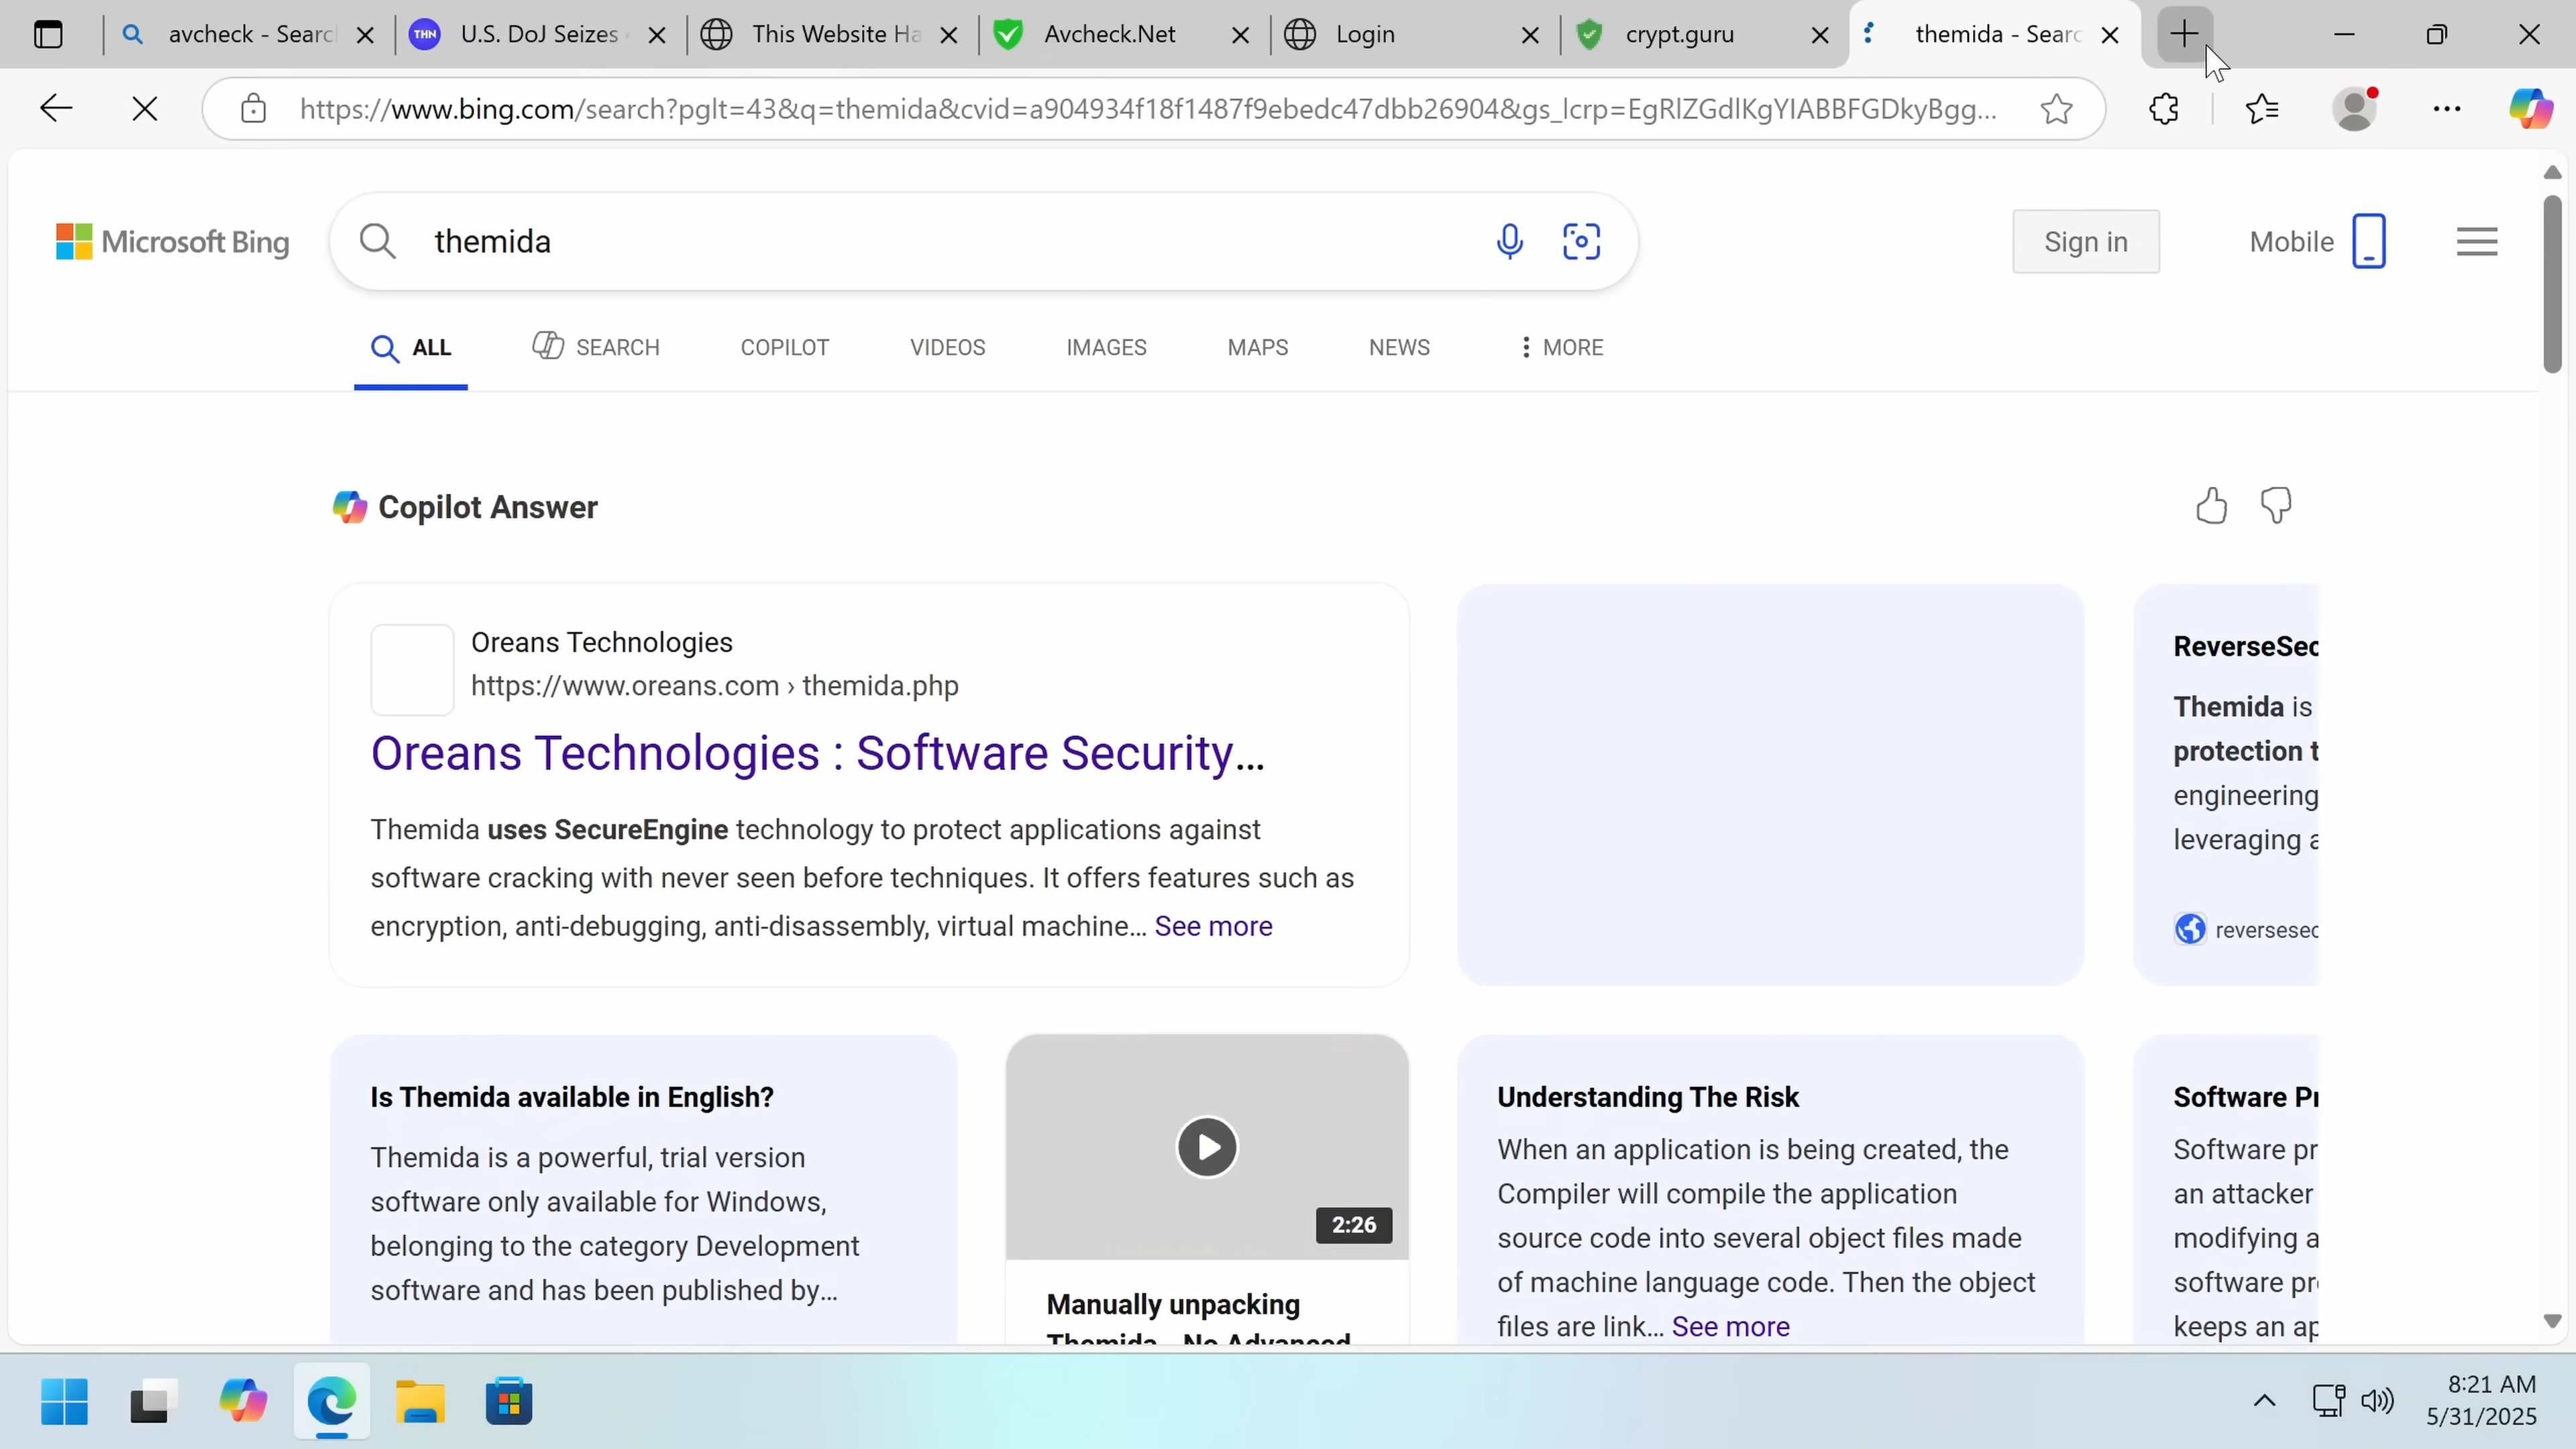 avcheck - Searc
THN
U.S. DoJ Seizes
This Website Ha
Avcheck.Net
Login
crypt.guru
themida - Searc
https://www.bing.com/search?pglt=43&q=themida&cvid=a904934f18f1487f9ebedc47dbb26904&gs_lcrp=EgRlZGdlKgYIABBFGDkyBgg...
Microsoft Bing
themida
Sign in
Mobile
ALL
SEARCH
COPILOT
VIDEOS
IMAGES
MAPS
NEWS
MORE
Copilot Answer
Oreans Technologies
https://www.oreans.com › themida.php
Oreans Technologies : Software Security...
Themida uses SecureEngine technology to protect applications against
software cracking with never seen before techniques. It offers features such as
encryption, anti-debugging, anti-disassembly, virtual machine... See more
ReverseSec
Themida is
protection t
engineering
leveraging a
reversesec
Is Themida available in English?
Themida is a powerful, trial version
software only available for Windows,
belonging to the category Development
software and has been published by...
2:26
Manually unpacking
Themida - No Advanced
Understanding The Risk
When an application is being created, the
Compiler will compile the application
source code into several object files made
of machine language code. Then the object
files are link... See more
Software Pr
Software pr
an attacker
modifying a
software pro
keeps an ap
8:21 AM
5/31/2025